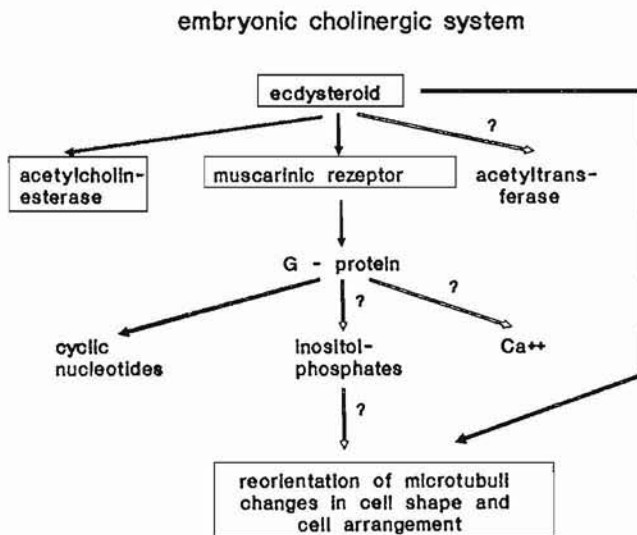 embryonic cholinergic system
ecdysteroid
?
acetylcholin-
esterase
muscarinic rezeptor
acetyltrans-
ferase
G - protein
?
?
cyclic
nucleotides
inositol-
phosphates
Ca++
?
reorientation of microtubuli
changes in cell shape and
cell arrangement